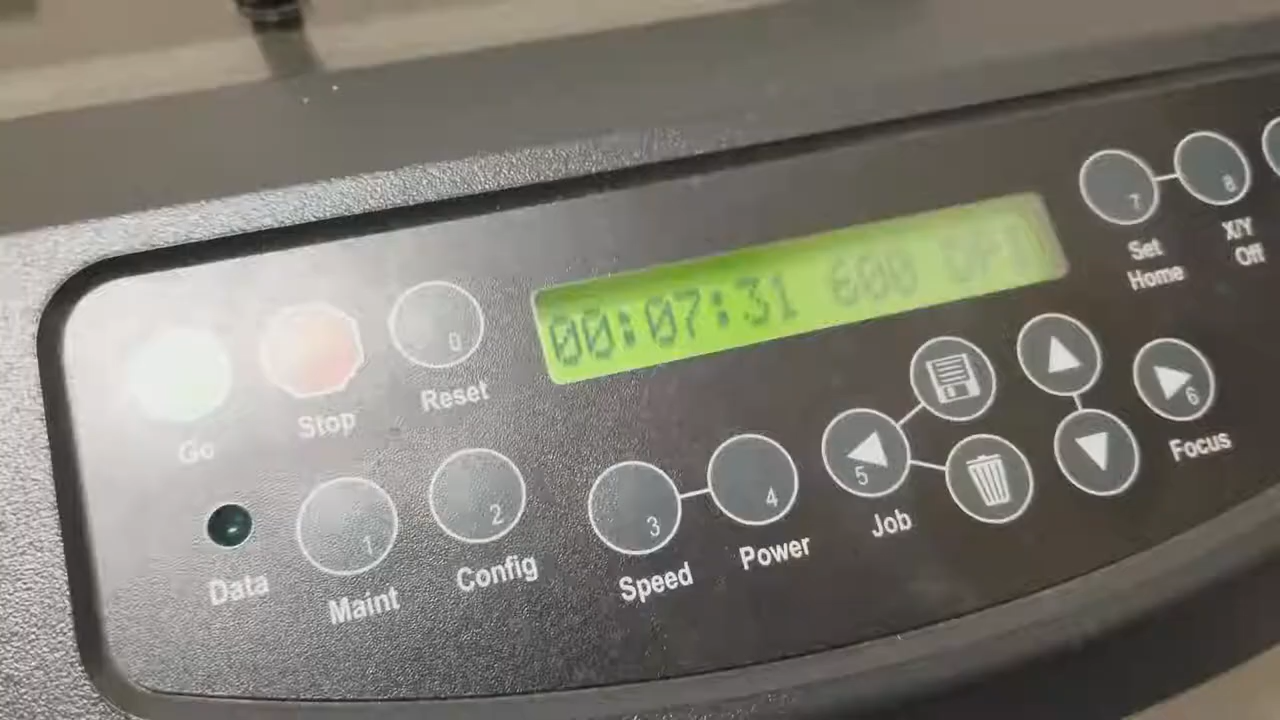 00:07:31 600 DPI
7
8
Set
Home
X/Y
Off
Go
Stop
0
Reset
6
Focus
Data
1
Maint
2
Config
3
Speed
4
Power
5
Job